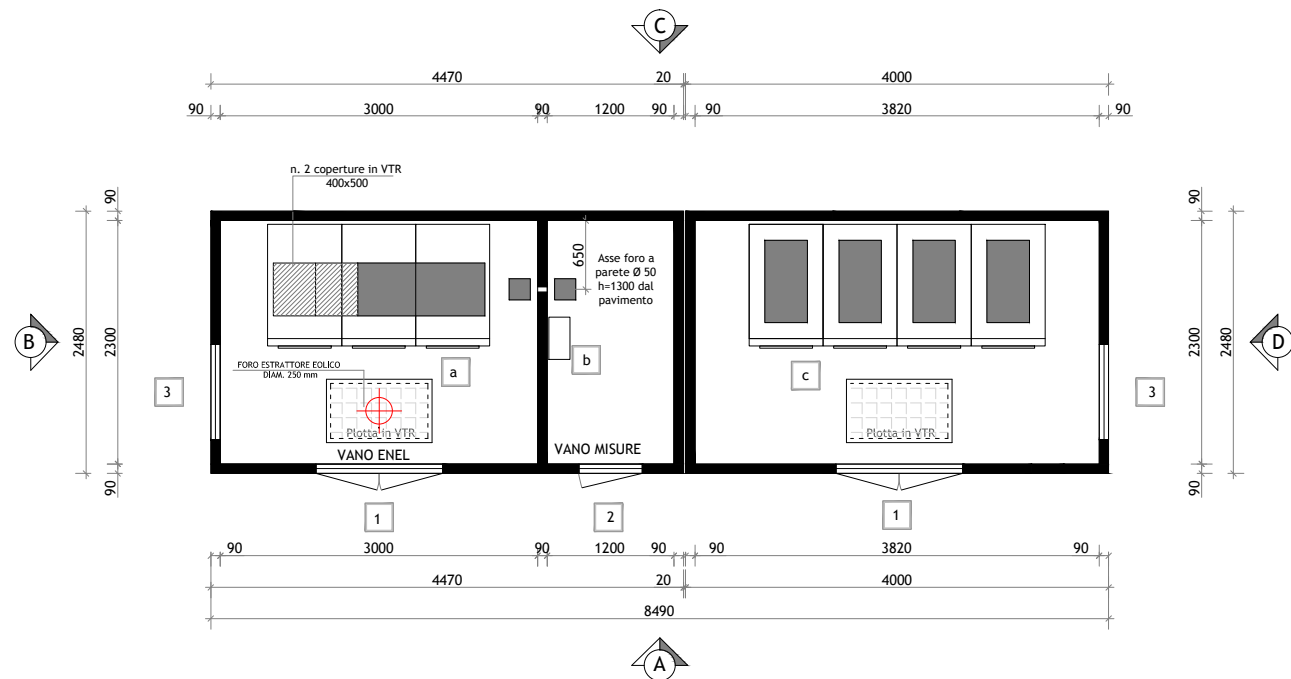 C
4470 20 4000
90 3000 90 1200 90 90 3820 90
n. 2 coperture in VTR
400x500
90
2300
2480
90
650
Asse foro a
parete Ø 50
h=1300 dal
pavimento
90
2300
2480
90
B
D
FORO ESTRATTORE EOLICO
DIAM. 250 mm
a
b
c
3
3
Plotta in VTR
Plotta in VTR
VANO ENEL
VANO MISURE
1
2
1
90 3000 90 1200 90 90 3820 90
4470 20 4000
8490
A